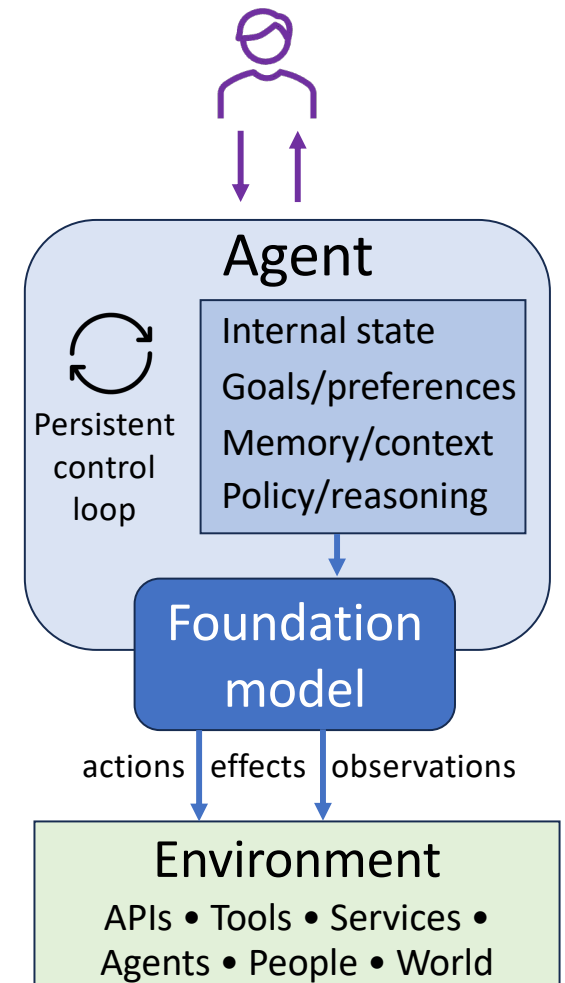 Agent
Internal state
Goals/preferences
Memory/context
Policy/reasoning
Persistent
control
loop
Foundation
model
actions effects observations
Environment
APIs • Tools • Services •
Agents • People • World